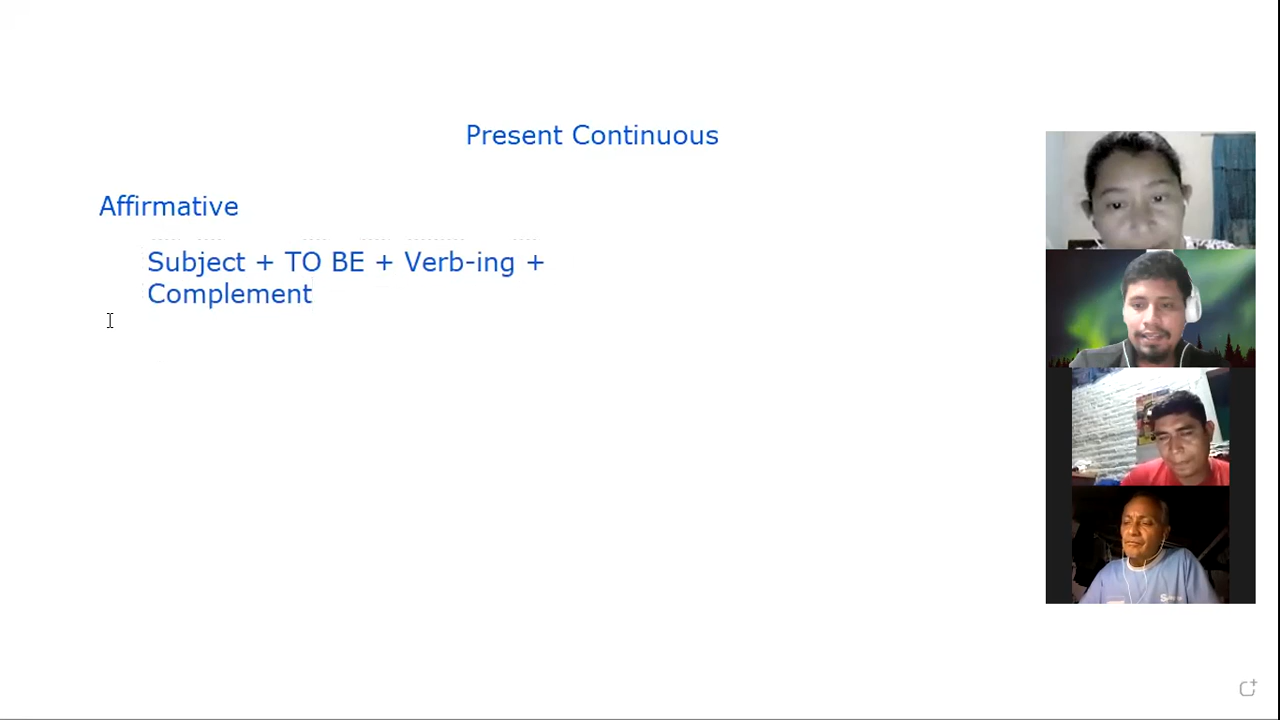 Present Continuous
Affirmative
Subject + TO BE + Verb-ing +
Complement